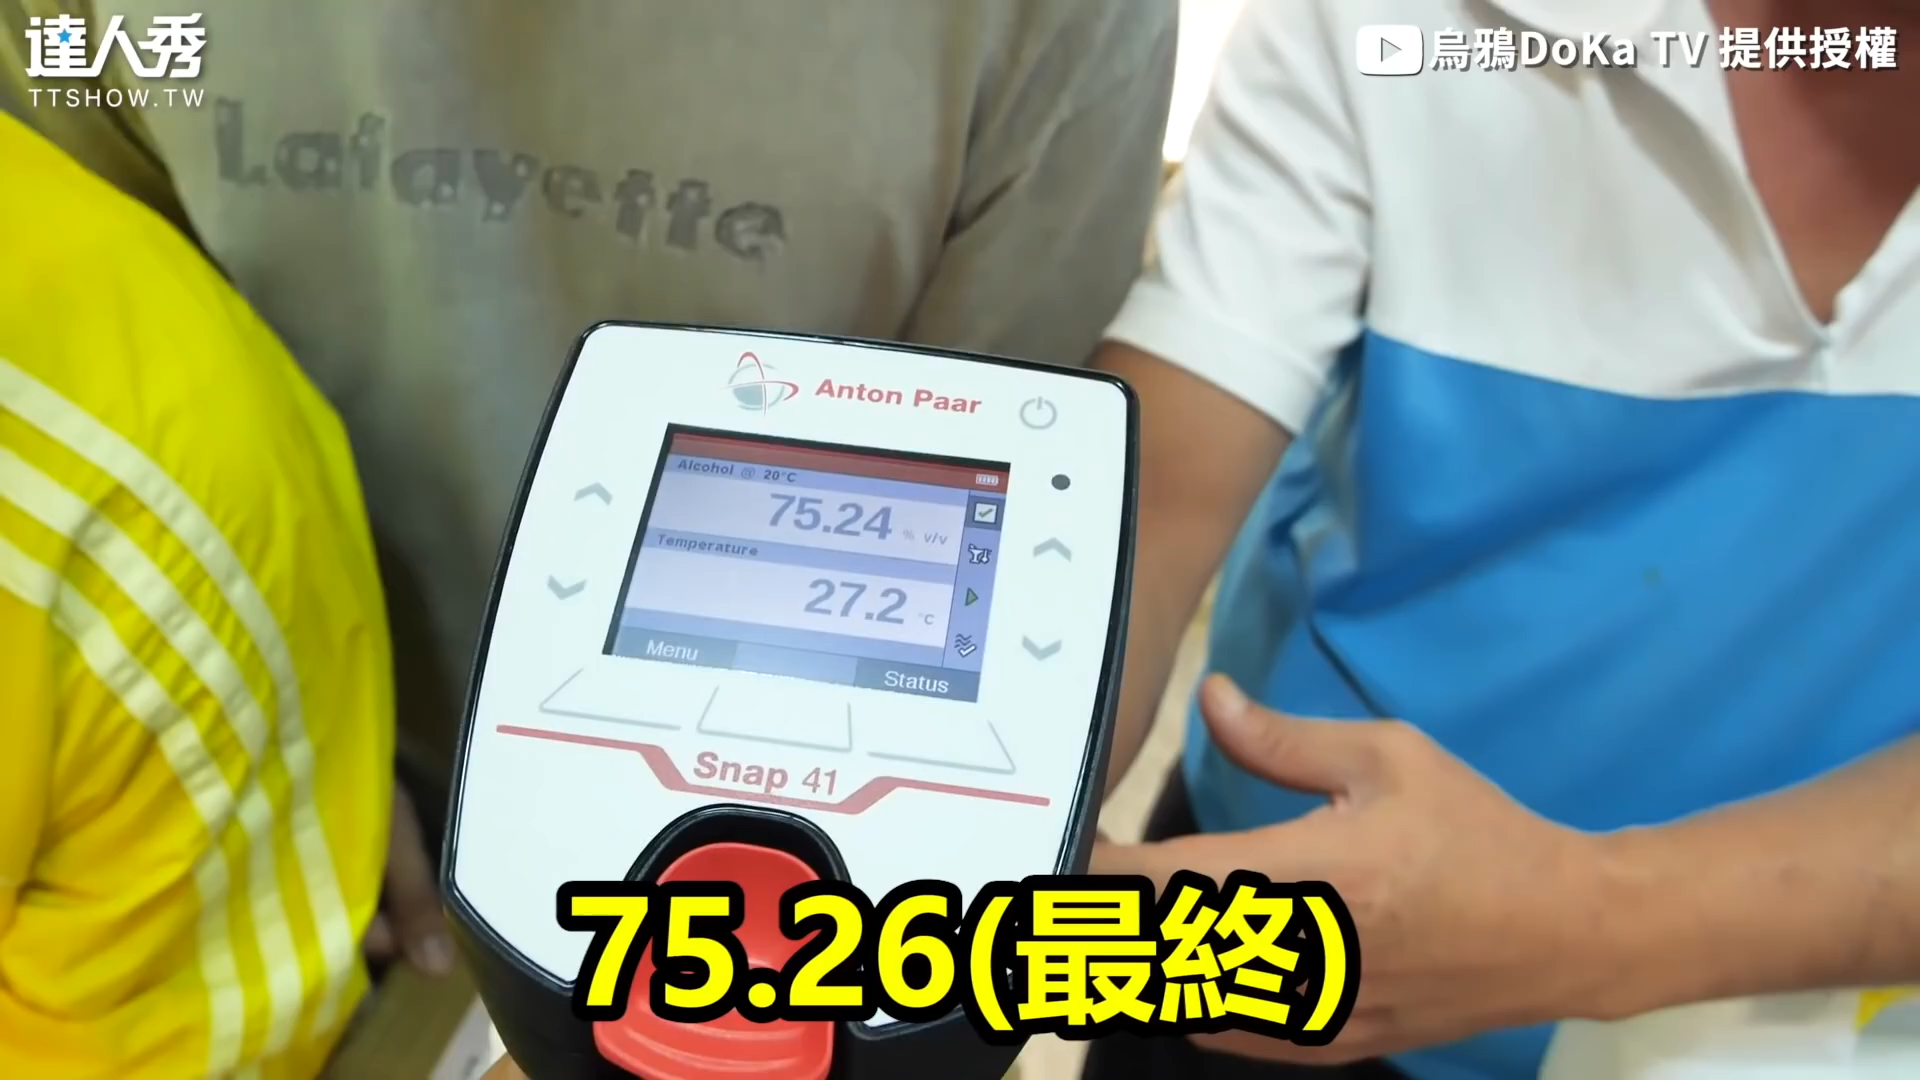 達人秀
TTSHOW.TW
烏鴉DoKa TV 提供授權
Lafayette
Anton Paar
Alcohol @ 20°C
75.24 % v/v
Temperature
27.2 °C
Menu
Status
Snap 41
75.26(最終)